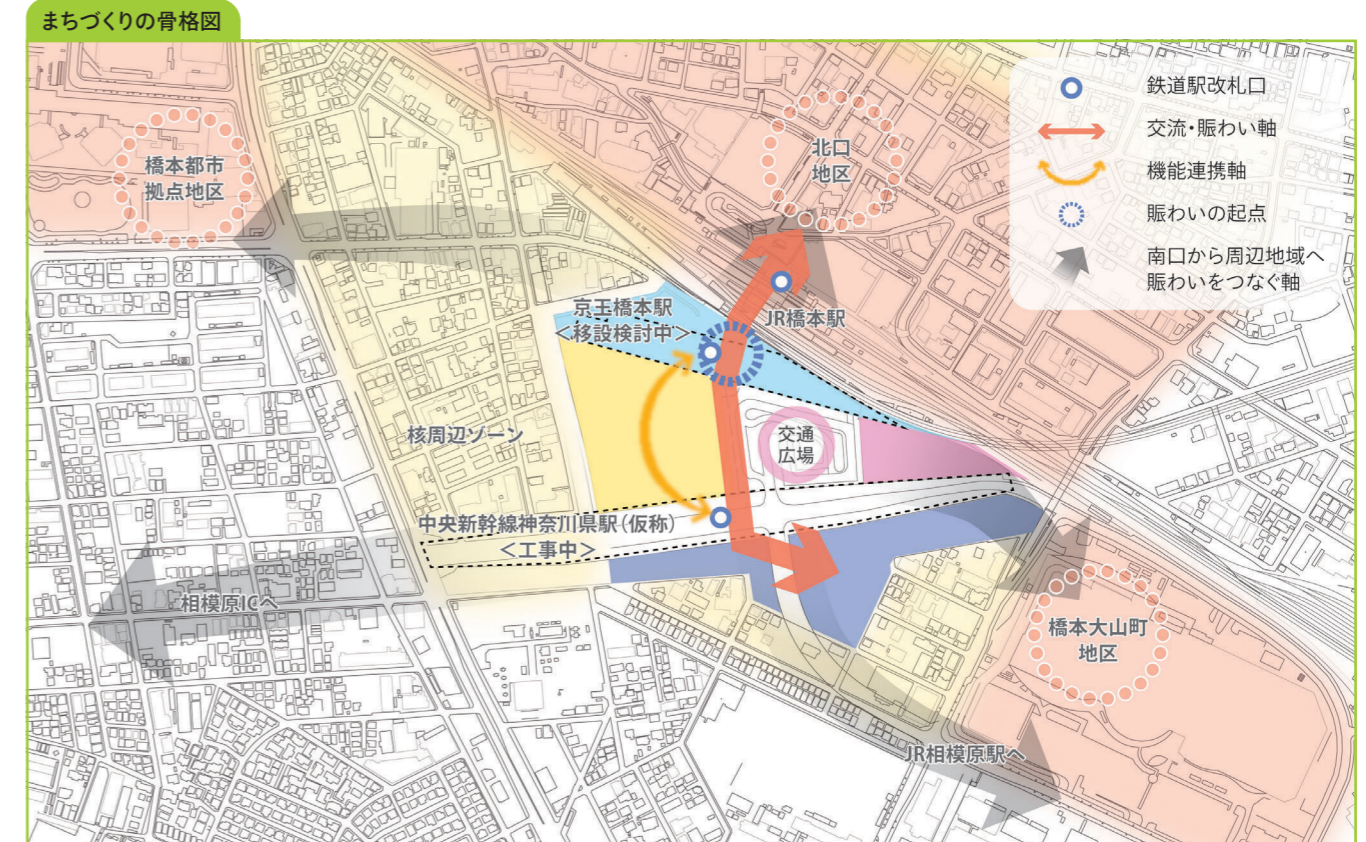 まちづくりの骨格図
鉄道駅改札口
交流・賑わい軸
機能連携軸
賑わいの起点
南口から周辺地域へ
賑わいをつなぐ軸
橋本都市
拠点地区
北口
地区
京王橋本駅
<移設検討中>
JR橋本駅
核周辺ゾーン
交通
広場
中央新幹線神奈川県駅(仮称)
<工事中>
相模原ICへ
橋本大山町
地区
JR相模原駅へ